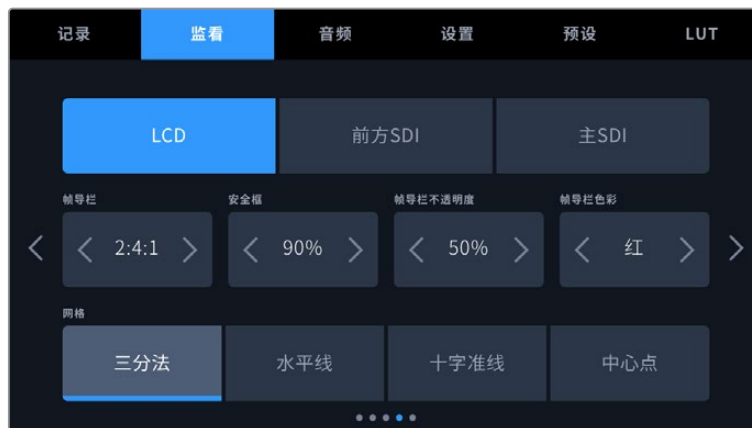 记录 监看 音频 设置 预设 LUT
LCD 前方SDI 主SDI
帧导栏 安全框 帧导栏不透明度 帧导栏色彩
2:4:1 90% 50% 红
网格
三分法 水平线 十字准线 中心点